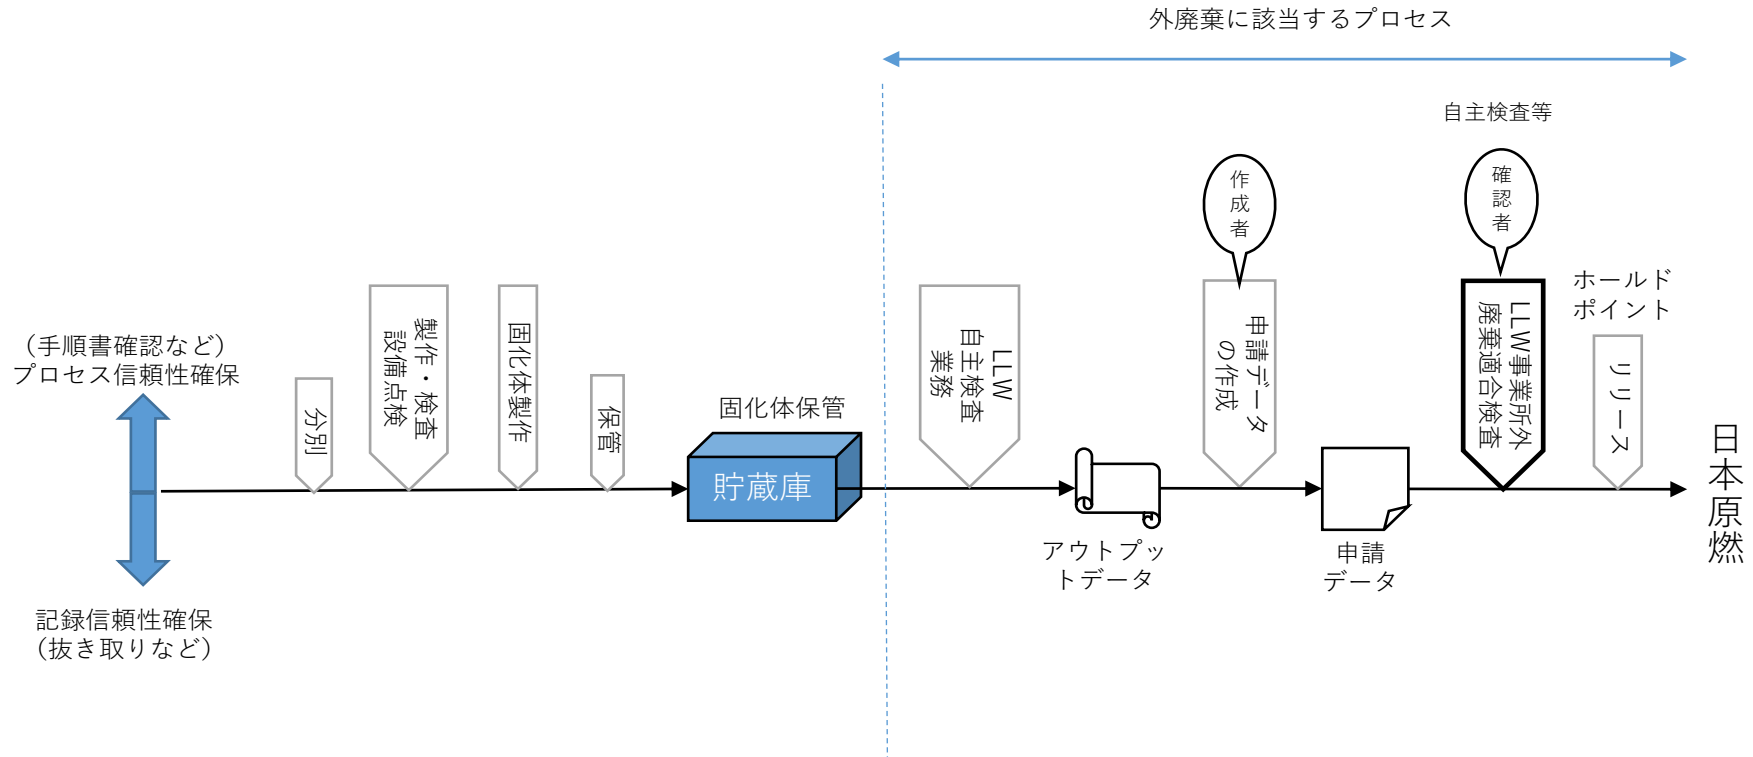 外廃棄に該当するプロセス
自主検査等
作成者
確認者
ホールド
ポイント
（手順書確認など）
プロセス信頼性確保
分別
製作・検査
設備点検
固化体製作
保管
固化体保管
貯蔵庫
LLW
自主検査
業務
申請データ
の作成
LLW事業所外
廃棄適合検査
リリース
日本原燃
アウトプッ
トデータ
申請
データ
記録信頼性確保
（抜き取りなど）